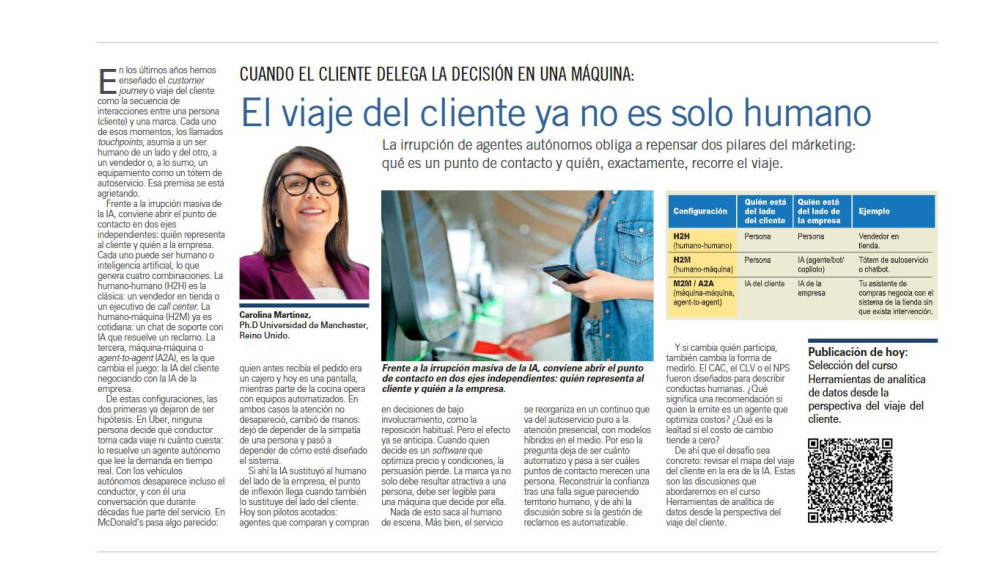 CUANDO EL CLIENTE DELEGA LA DECISIÓN EN UNA MÁQUINA:
El viaje del cliente ya no es solo humano
La irrupción de agentes autónomos obliga a repensar dos pilares del márketing:
qué es un punto de contacto y quién, exactamente, recorre el viaje.
En los últimos años hemos
enseñado el customer
journey o viaje del cliente
como la secuencia de
interacciones entre una persona
(cliente) y una marca. Cada uno
de esos momentos, los llamados
touchpoints, asumía a un ser
humano de un lado y del otro, a
un vendedor o, a lo sumo, un
equipamiento como un tótem de
autoservicio. Esa premisa se está
agrietando.
Frente a la irrupción masiva de
la IA, conviene abrir el punto de
contacto en dos ejes
independientes: quién representa
al cliente y quién a la empresa.
Cada uno puede ser humano o
inteligencia artificial, lo que
genera cuatro combinaciones. La
humano-humano (H2H) es la
clásica: un vendedor en tienda o
un ejecutivo de call center. La
humano-máquina (H2M) ya es
cotidiana: un chat de soporte con
IA que resuelve un reclamo. La
tercera, máquina-máquina o
agent-to-agent (A2A), es la que
cambia el juego: la IA del cliente
negociando con la IA de la
empresa.
De estas configuraciones, las
dos primeras ya dejaron de ser
hipótesis. En Uber, ninguna
persona decide qué conductor
toma cada viaje ni cuánto cuesta:
lo resuelve un agente autónomo
que lee la demanda en tiempo
real. Con los vehículos
autónomos desaparece incluso el
conductor, y con él una
conversación que durante
décadas fue parte del servicio. En
McDonald's pasa algo parecido:
Carolina Martínez,
Ph.D Universidad de Manchester,
Reino Unido.
quien antes recibía el pedido era
un cajero y hoy es una pantalla,
mientras parte de la cocina opera
con equipos automatizados. En
ambos casos la atención no
desapareció, cambió de manos:
dejó de depender de la simpatía
de una persona y pasó a
depender de cómo esté diseñado
el sistema.
Si ahí la IA sustituyó al humano
del lado de la empresa, el punto
de inflexión llega cuando también
lo sustituye del lado del cliente.
Hoy son pilotos acotados:
agentes que comparan y compran
Frente a la irrupción masiva de la IA, conviene abrir el punto
de contacto en dos ejes independientes: quién representa al
cliente y quién a la empresa.
en decisiones de bajo
involucramiento, como la
reposición habitual. Pero el efecto
ya se anticipa. Cuando quien
decide es un software que
optimiza precio y condiciones, la
persuasión pierde. La marca ya no
solo debe resultar atractiva a una
persona, debe ser legible para
una máquina que decide por ella.
Nada de esto saca al humano
de escena. Más bien, el servicio
se reorganiza en un continuo que
va del autoservicio puro a la
atención presencial, con modelos
híbridos en el medio. Por eso la
pregunta deja de ser cuánto
automatizo y pasa a ser cuáles
puntos de contacto merecen una
persona. Reconstruir la confianza
tras una falla sigue pareciendo
territorio humano, y de ahí la
discusión sobre si la gestión de
reclamos es automatizable.
Configuración
Quién está
del lado
del cliente
Quién está
del lado de
la empresa
Ejemplo
H2H
(humano-humano)
Persona
Persona
Vendedor en
tienda.
H2M
(humano-máquina)
Persona
IA (agente/bot/
copiloto)
Tótem de autoservicio
o chatbot.
M2M / A2A
(máquina-máquina,
agent-to-agent)
IA del cliente
IA de la
empresa
Tu asistente de
compras negocia con el
sistema de la tienda sin
que exista intervención.
Y si cambia quién participa,
también cambia la forma de
medirlo. El CAC, el CLV o el NPS
fueron diseñados para describir
conductas humanas. ¿Qué
significa una recomendación si
quien la emite es un agente que
optimiza costos? ¿Qué es la
lealtad si el costo de cambio
tiende a cero?
De ahí que el desafío sea
concreto: revisar el mapa del viaje
del cliente en la era de la IA. Estas
son las discusiones que
abordaremos en el curso
Herramientas de analítica de
datos desde la perspectiva del
viaje del cliente.
Publicación de hoy:
Selección del curso
Herramientas de analítica
de datos desde la
perspectiva del viaje del
cliente.